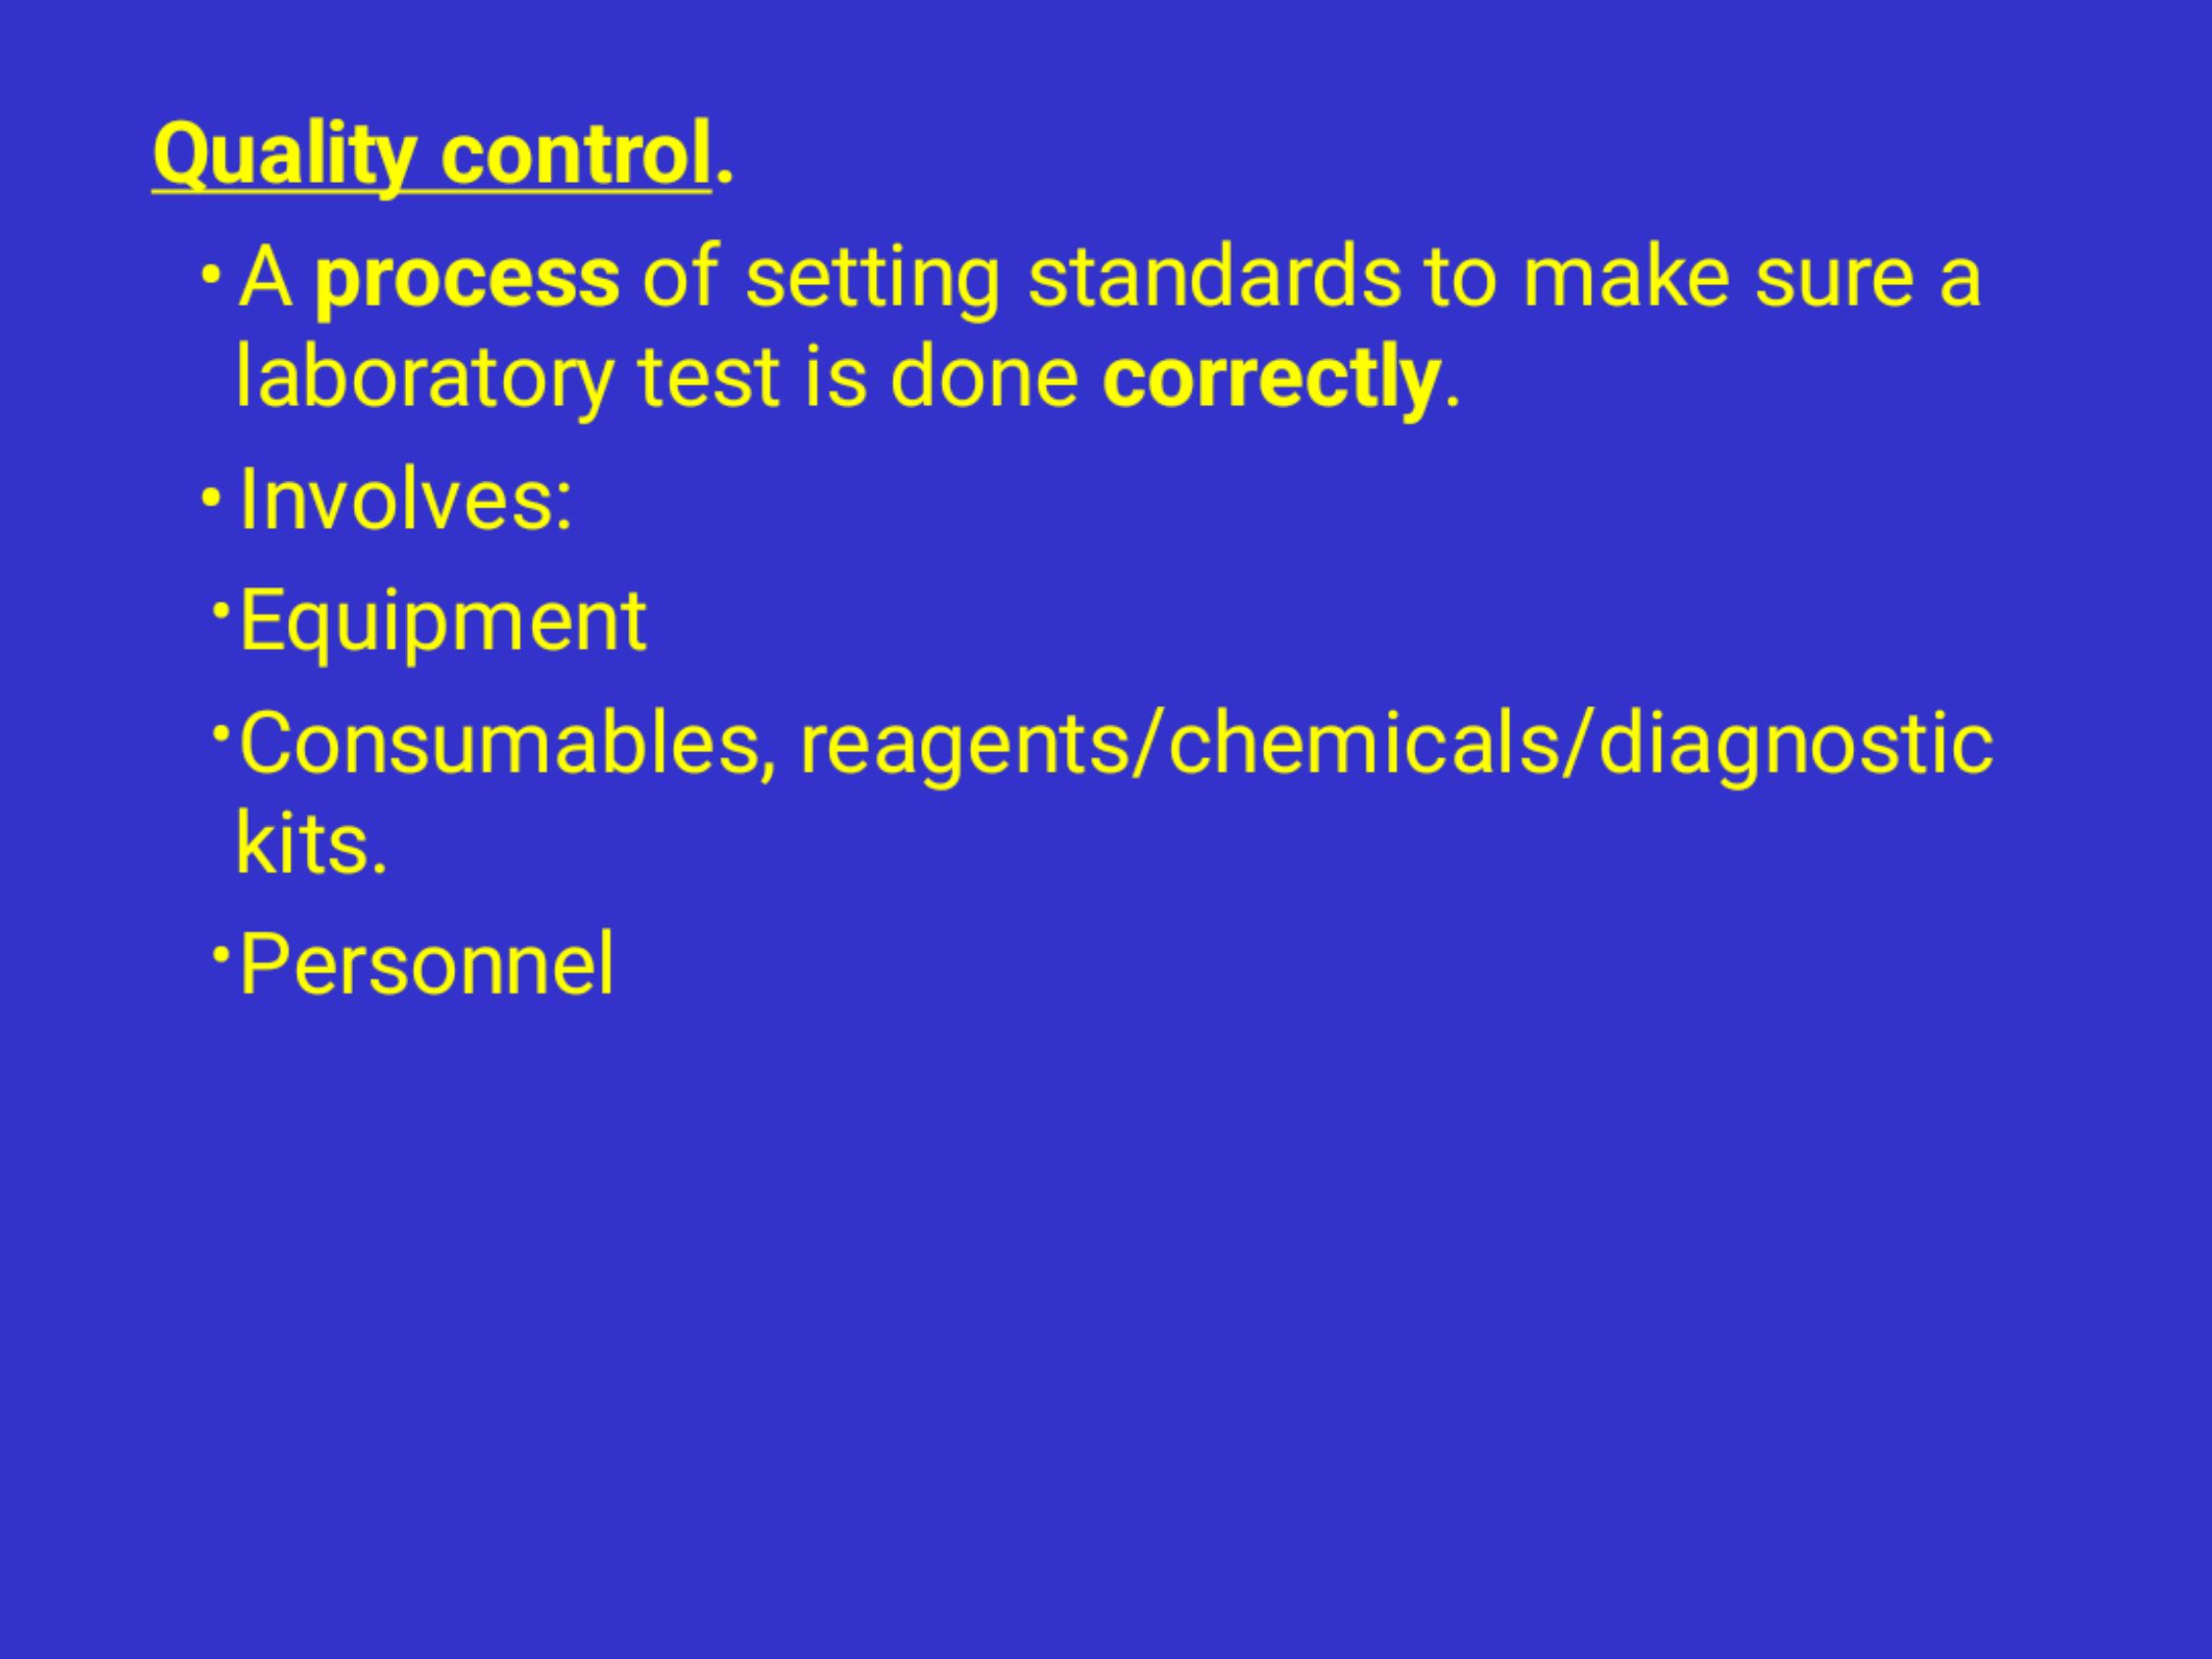 Quality control.
• A process of setting standards to make sure a
laboratory test is done correctly.
• Involves:
• Equipment
• Consumables, reagents/chemicals/diagnostic
kits.
• Personnel